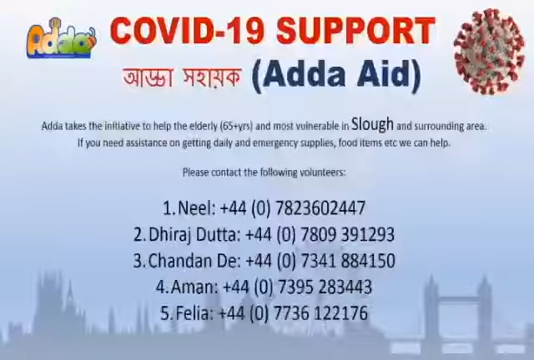 Adda
COVID-19 SUPPORT
আড্ডা সহায়ক (Adda Aid)
Adda takes the initiative to help the elderly (65+yrs) and most vulnerable in Slough and surrounding area.
If you need assistance on getting daily and emergency supplies, food items etc we can help.
Please contact the following volunteers:
1. Neel: +44 (0) 7823602447
2. Dhiraj Dutta: +44 (0) 7809 391293
3. Chandan De: +44 (0) 7341 884150
4. Aman: +44 (0) 7395 283443
5. Felia: +44 (0) 7736 122176